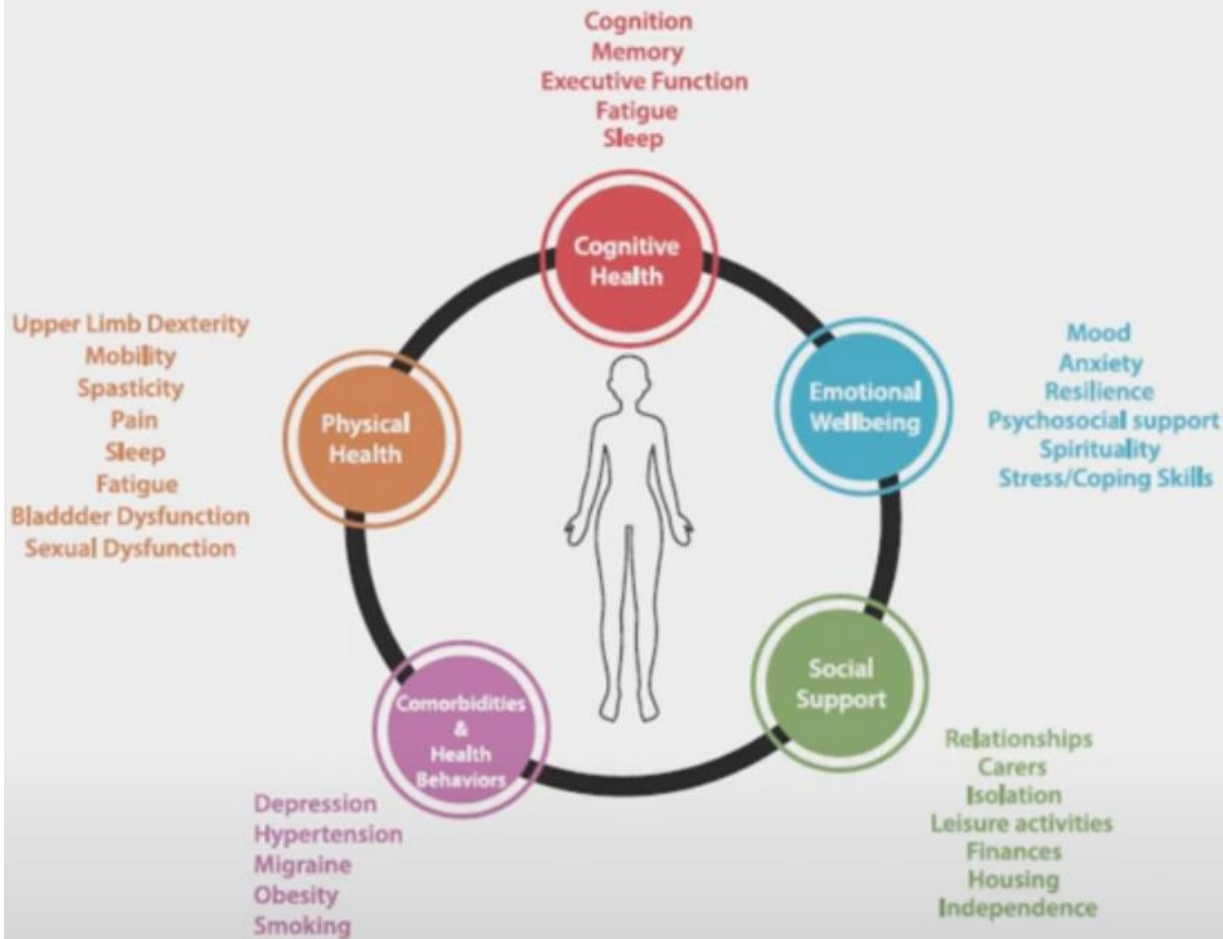 Cognition
Memory
Executive Function
Fatigue
Sleep
Cognitive
Health
Upper Limb Dexterity
Mobility
Spasticity
Pain
Sleep
Fatigue
Bladdder Dysfunction
Sexual Dysfunction
Physical
Health
Emotional
Wellbeing
Mood
Anxiety
Resilience
Psychosocial support
Spirituality
Stress/Coping Skills
Comorbidities
&
Health
Behaviors
Depression
Hypertension
Migraine
Obesity
Smoking
Social
Support
Relationships
Carers
Isolation
Leisure activities
Finances
Housing
Independence